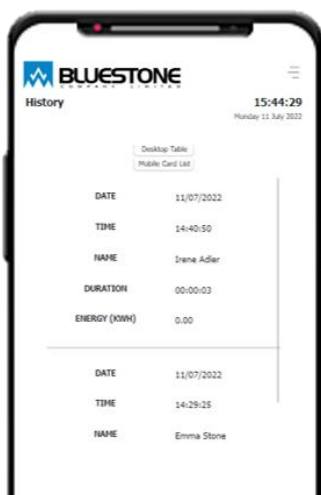 BLUESTONE
COMPANY LIMITED
History 15:44:29
Monday 11 July 2022
Desktop Table
Mobile Card List
DATE 11/07/2022
TIME 14:40:50
NAME Irene Adler
DURATION 00:00:03
ENERGY (KWH) 0.00
DATE 11/07/2022
TIME 14:29:25
NAME Emma Stone